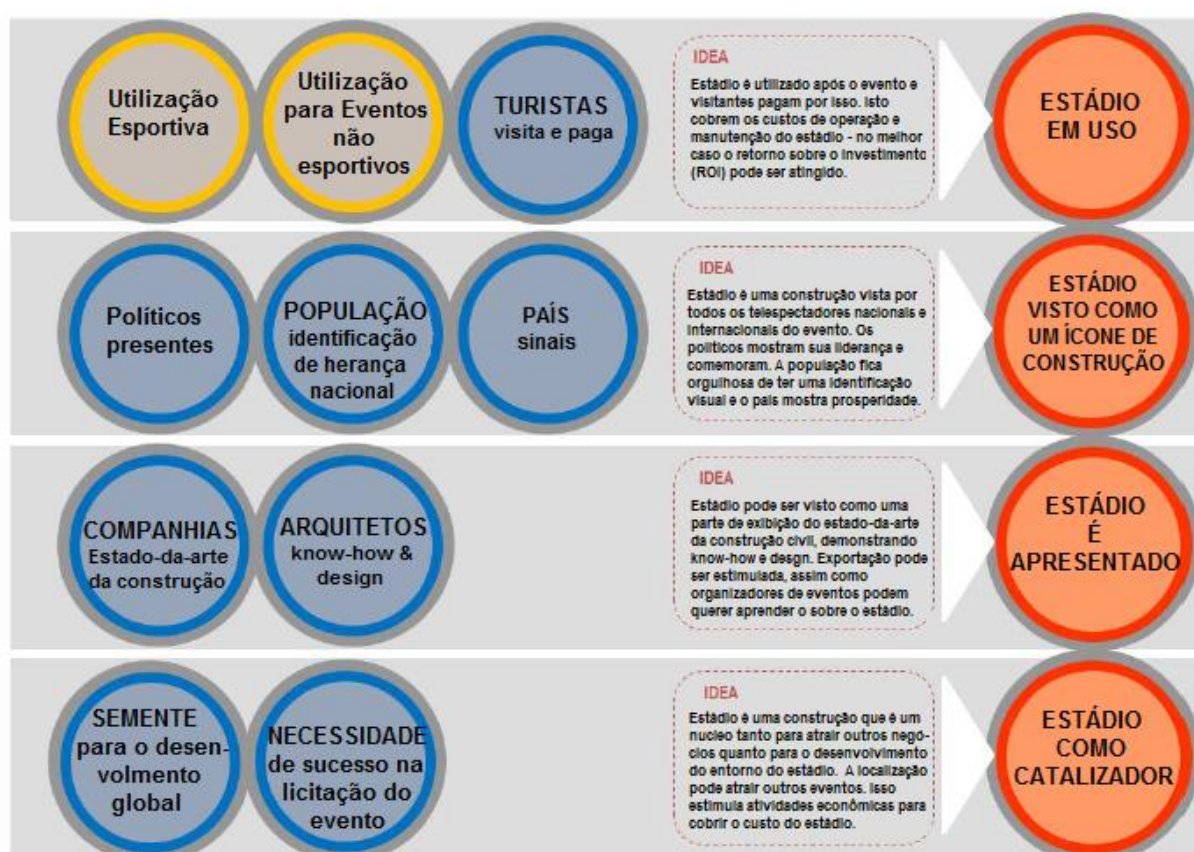 Utilização
Esportiva
Utilização
para Eventos
não
esportivos
TURISTAS
visita e paga
IDEA
Estádio é utilizado após o evento e
visitantes pagam por isso. Isto
cobrem os custos de operação e
manutenção do estádio - no melhor
caso o retorno sobre o investimento
(ROI) pode ser atingido.
ESTÁDIO
EM USO
Políticos
presentes
POPULAÇÃO
identificação
de herança
nacional
PAÍS
sinais
IDEA
Estádio é uma construção vista por
todos os telespectadores nacionais e
internacionais do evento. Os
políticos mostram sua liderança e
comemoram. A população fica
orgulhosa de ter uma identificação
visual e o país mostra prosperidade.
ESTÁDIO
VISTO COMO
UM ÍCONE DE
CONSTRUÇÃO
COMPANHIAS
Estado-da-arte
da construção
ARQUITETOS
know-how &
design
IDEA
Estádio pode ser visto como uma
parte de exibição do estado-da-arte
da construção civil, demonstrando
know-how e desgn. Exportação pode
ser estimulada, assim como
organizadores de eventos podem
querer aprender o sobre o estádio.
ESTÁDIO
É
APRESENTADO
SEMENTE
para o desen-
volmento
global
NECESSIDADE
de sucesso na
licitação do
evento
IDEA
Estádio é uma construção que é um
nucleo tanto para atrair outros negó-
cios quanto para o desenvolvimento
do entorno do estádio. A localização
pode atrair outros eventos. Isso
estimula atividades econômicas para
cobrir o custo do estádio.
ESTÁDIO
COMO
CATALIZADOR